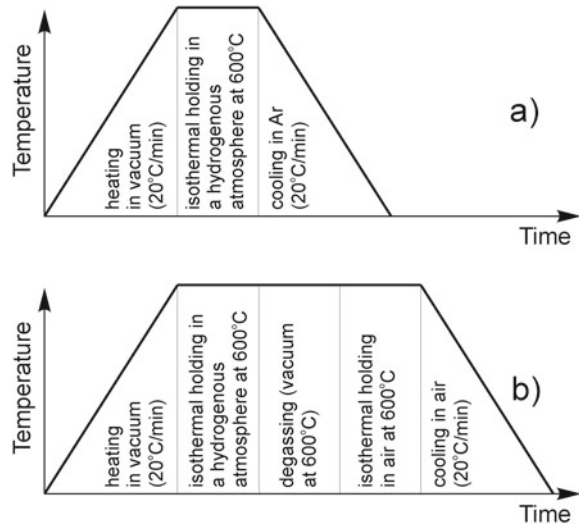 Temperature
heating
in vacuum
(20°C/min)
isothermal holding in
a hydrogenous
atmosphere at 600°C
cooling in Ar
(20°C/min)
a)
Time
Temperature
heating
in vacuum
(20°C/min)
isothermal holding in
a hydrogenous
atmosphere at 600°C
degassing (vacuum
at 600°C)
isothermal holding
in air at 600°C
cooling in air
(20°C/min)
b)
Time